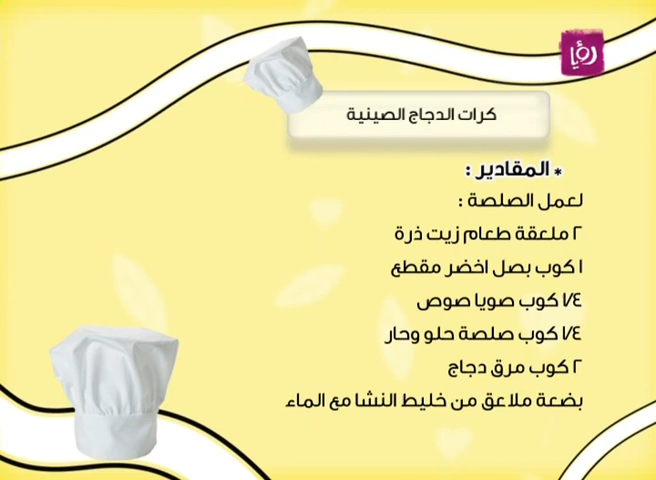 رؤيا
كرات الدجاج الصينية
* المقادير :
لعمل الصلصة :
٢ ملعقة طعام زيت ذرة
١ كوب بصل اخضر مقطع
١/٤ كوب صويا صوص
١/٤ كوب صلصة حلو وحار
٢ كوب مرق دجاج
بضعة ملاعق من خليط النشا مع الماء